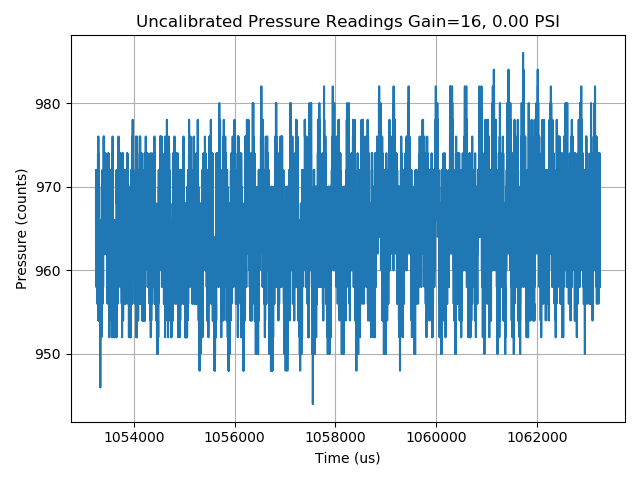 Uncalibrated Pressure Readings Gain=16, 0.00 PSI
Pressure (counts)
980
970
960
950
1054000 1056000 1058000 1060000 1062000
Time (us)